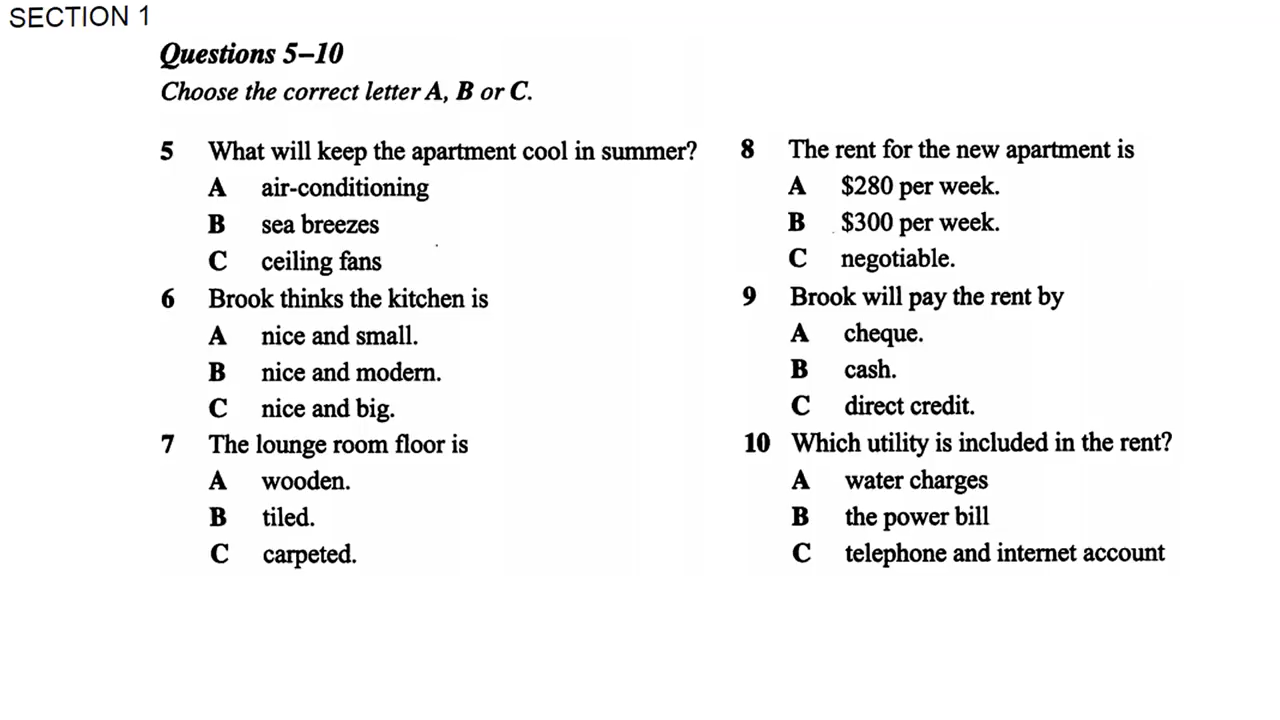 SECTION 1
Questions 5–10
Choose the correct letter A, B or C.
5 What will keep the apartment cool in summer?
A air-conditioning
B sea breezes
C ceiling fans
6 Brook thinks the kitchen is
A nice and small.
B nice and modern.
C nice and big.
7 The lounge room floor is
A wooden.
B tiled.
C carpeted.
8 The rent for the new apartment is
A $280 per week.
B $300 per week.
C negotiable.
9 Brook will pay the rent by
A cheque.
B cash.
C direct credit.
10 Which utility is included in the rent?
A water charges
B the power bill
C telephone and internet account